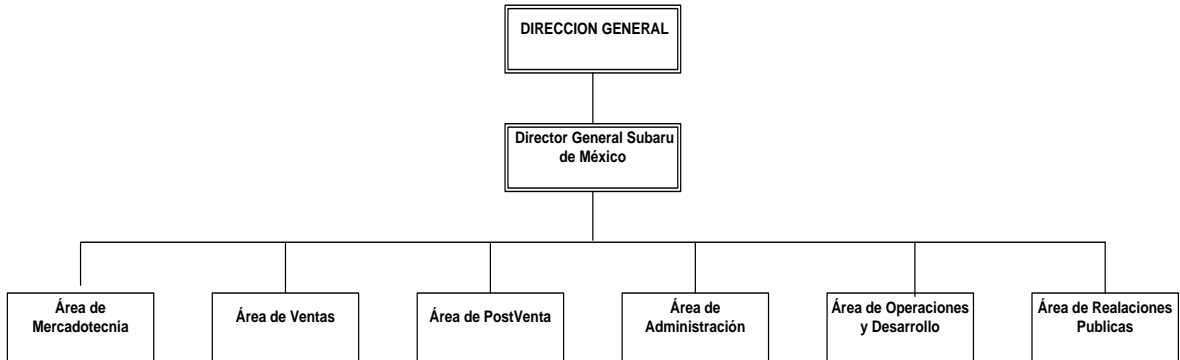 DIRECCION GENERAL
Director General Subaru
de México
Área de
Mercadotecnia
Área de Ventas
Área de PostVenta
Área de
Administración
Área de Operaciones
y Desarrollo
Área de Realaciones
Publicas